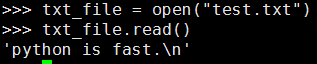 >>> txt_file = open("test.txt")
>>> txt_file.read()
'python is fast.\n'